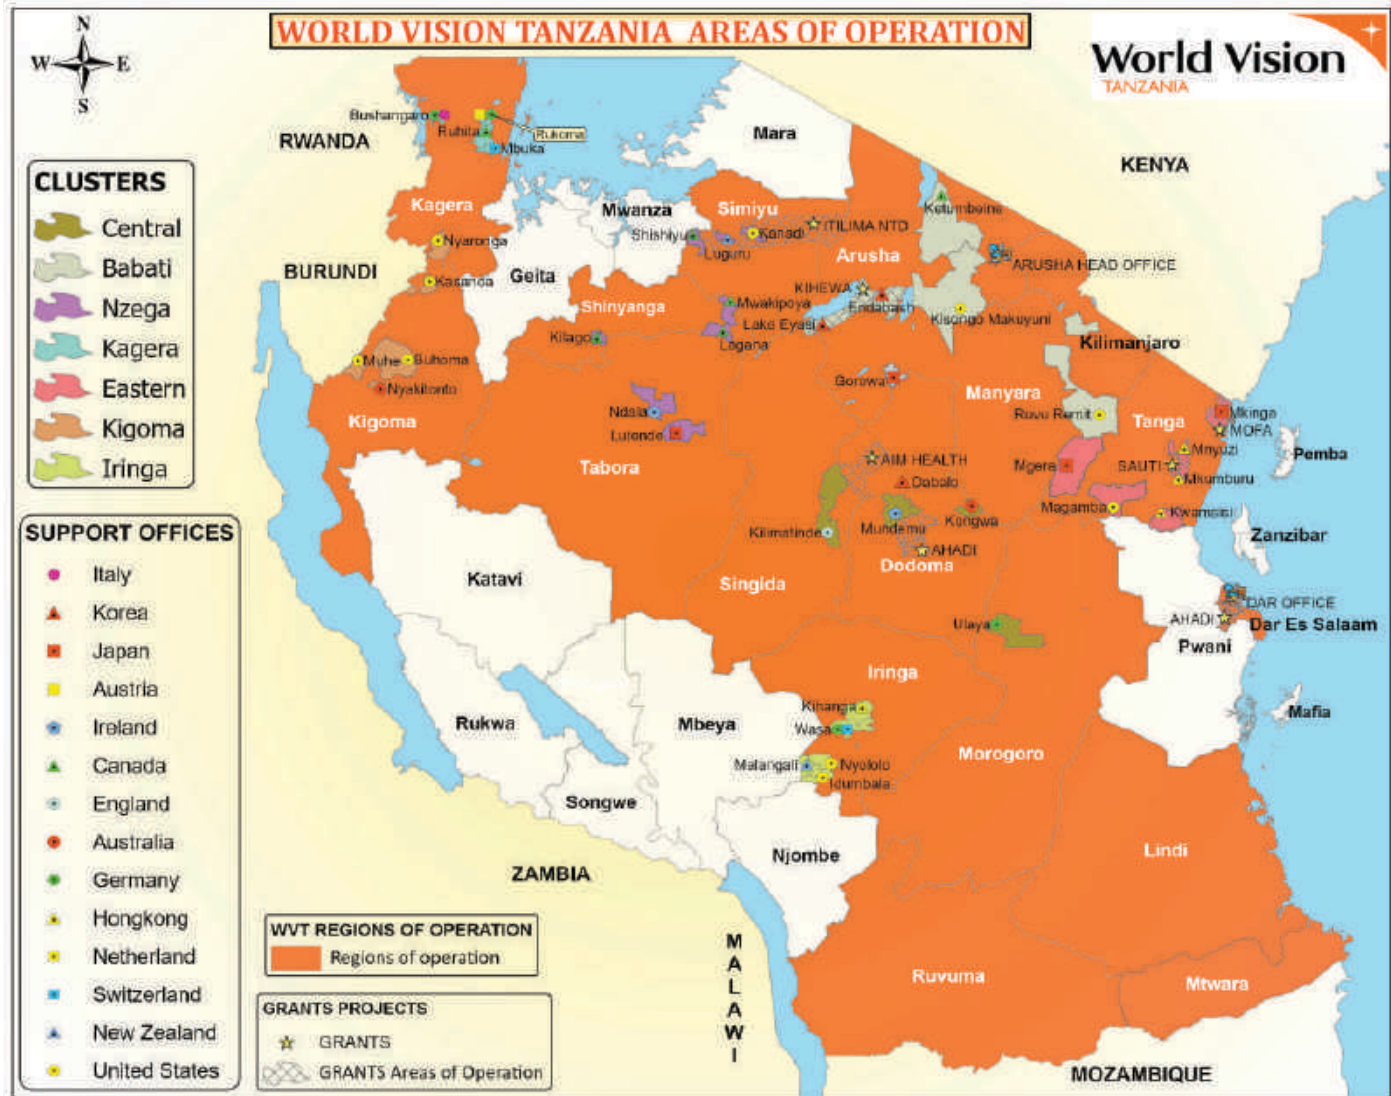 WORLD VISION TANZANIA AREAS OF OPERATION
World Vision
TANZANIA
N
W
E
S
CLUSTERS
Central
Babati
Nzega
Kagera
Eastern
Kigoma
Iringa
SUPPORT OFFICES
Italy
Korea
Japan
Austria
Ireland
Canada
England
Australia
Germany
Hongkong
Netherland
Switzerland
New Zealand
United States
WVT REGIONS OF OPERATION
Regions of operation
GRANTS PROJECTS
GRANTS
GRANTS Areas of Operation
RWANDA
BURUNDI
KENYA
ZAMBIA
MALAWI
MOZAMBIQUE
Bushangaro
Ruhita
Rukoma
Mbuka
Mara
Kagera
Mwanza
Simiyu
Ketumbeine
Nyaronga
Shishiyu
Luguru
Kanadi
ITILIMA NTD
Arusha
ARUSHA HEAD OFFICE
Kasanda
Geita
Shinyanga
Mwakipoya
KIHEWA
Endabash
Kisongo Makuyuni
Lake Eyasi
Kilago
Lagana
Kilimanjaro
Muhe
Buhoma
Nyakitonto
Gorowa
Manyara
Kigoma
Ndala
Lutende
Ruvu Remit
Tanga
Mkinga
MOFA
Mnyuzi
Pemba
Tabora
AIM HEALTH
Mgera
SAUTI
Mkumburu
Dabalo
Magamba
Kwamsisi
Kilimatinde
Mundemu
Kongwa
AHADI
Dodoma
Zanzibar
Katavi
Singida
DAR OFFICE
AHADI
Dar Es Salaam
Ulaya
Pwani
Iringa
Rukwa
Mbeya
Kihanga
Wasa
Mafia
Malangali
Nyololo
Idumbala
Morogoro
Songwe
Njombe
Lindi
Ruvuma
Mtwara